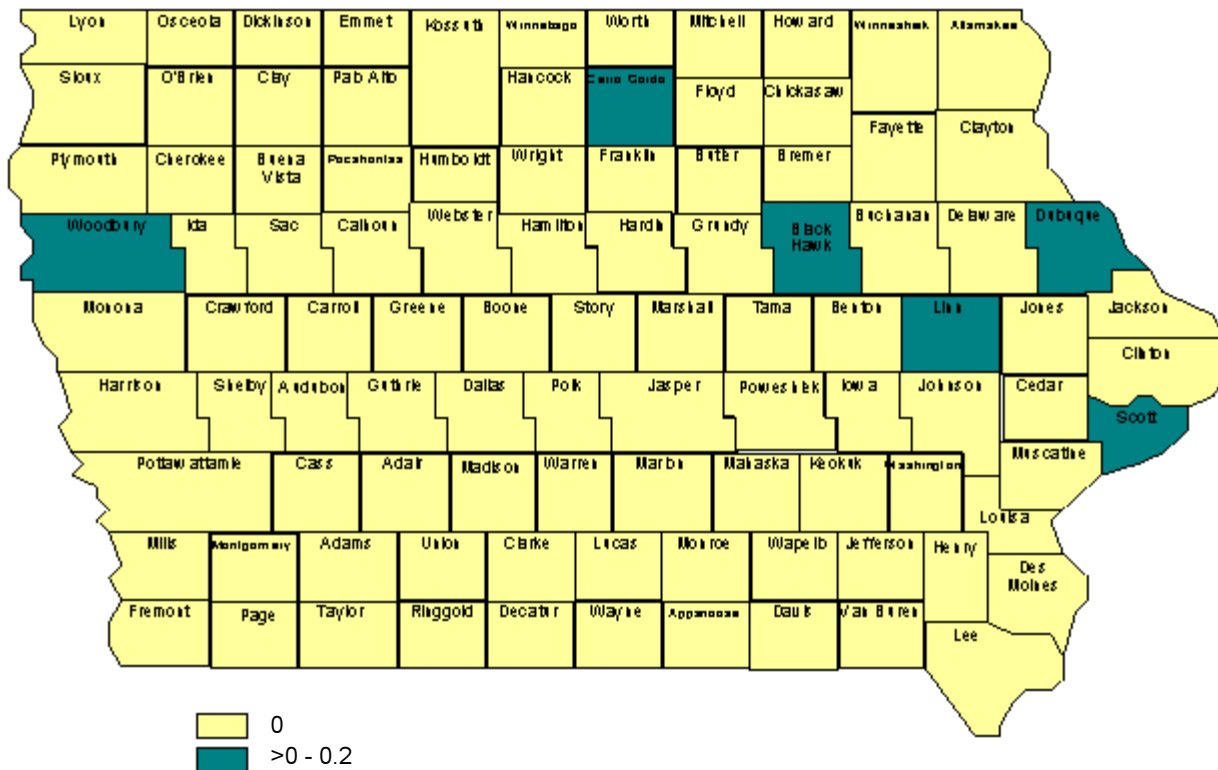 Lyon Osceola Dickinson Emmet Kossuth Winnebago Worth Mitchell Howard Winneshiek Allamakee
Sioux O'Brien Clay Palo Alto Hancock Cerro Gordo Floyd Chickasaw
Fayette Clayton
Plymouth Cherokee Buena Vista Pocahontas Humboldt Wright Franklin Butler Bremer
Woodbury Ida Sac Calhoun Webster Hamilton Hardin Grundy Black Hawk Buchanan Delaware Dubuque
Monona Crawford Carroll Greene Boone Story Marshall Tama Benton Linn Jones Jackson
Clinton
Harrison Shelby Audubon Guthrie Dallas Polk Jasper Poweshiek Iowa Johnson Cedar
Scott
Pottawattamie Cass Adair Madison Warren Marion Mahaska Keokuk Washington Muscatine
Louisa
Mills Montgomery Adams Union Clarke Lucas Monroe Wapello Jefferson Henry Des Moines
Fremont Page Taylor Ringgold Decatur Wayne Appanoose Davis Van Buren Lee
0
>0 - 0.2